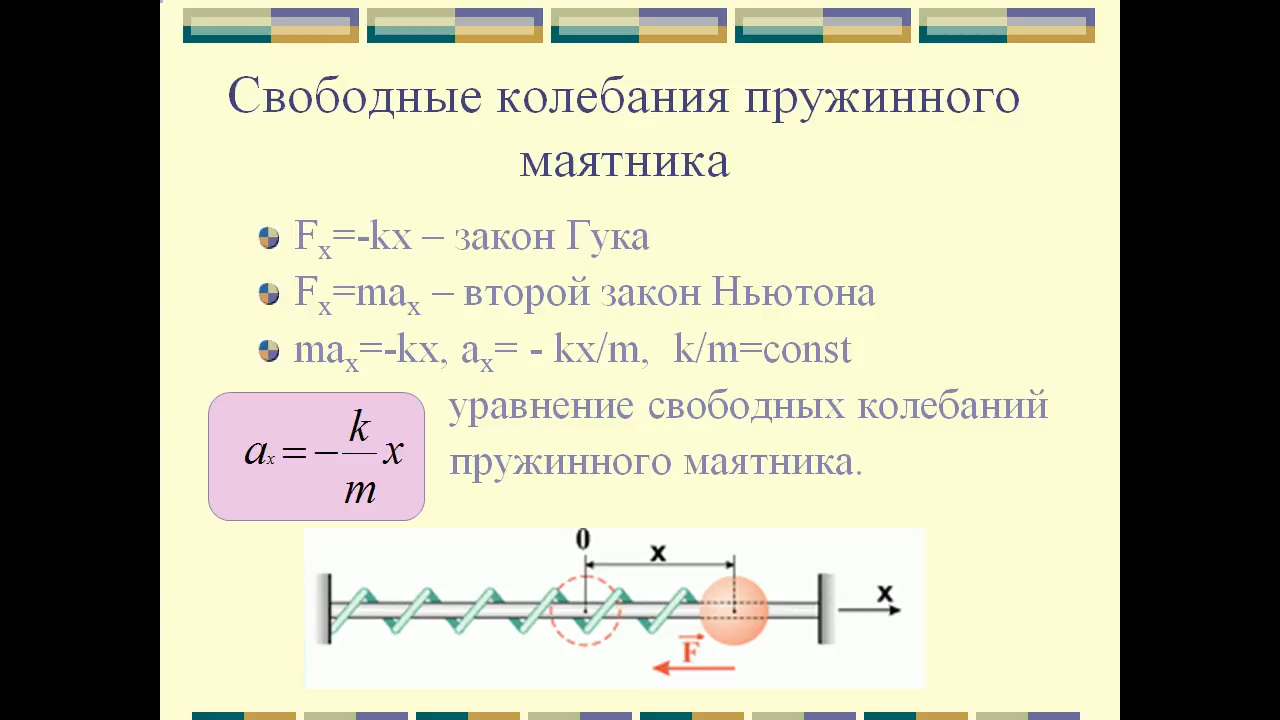 Свободные колебания пружинного
маятника
Fₓ=-kx – закон Гука
Fₓ=maₓ – второй закон Ньютона
maₓ=-kx, aₓ= - kx/m, k/m=const
уравнение свободных колебаний
пружинного маятника.
aₓ = - k/m x
0
x
x
F⃗